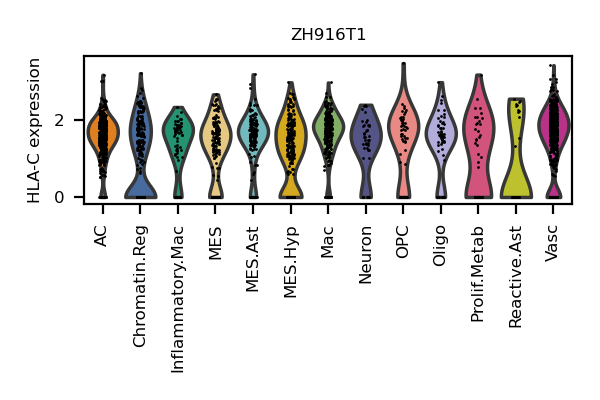 ZH916T1
HLA-C expression
2
0
AC
Chromatin.Reg
Inflammatory.Mac
MES
MES.Ast
MES.Hyp
Mac
Neuron
OPC
Oligo
Prolif.Metab
Reactive.Ast
Vasc